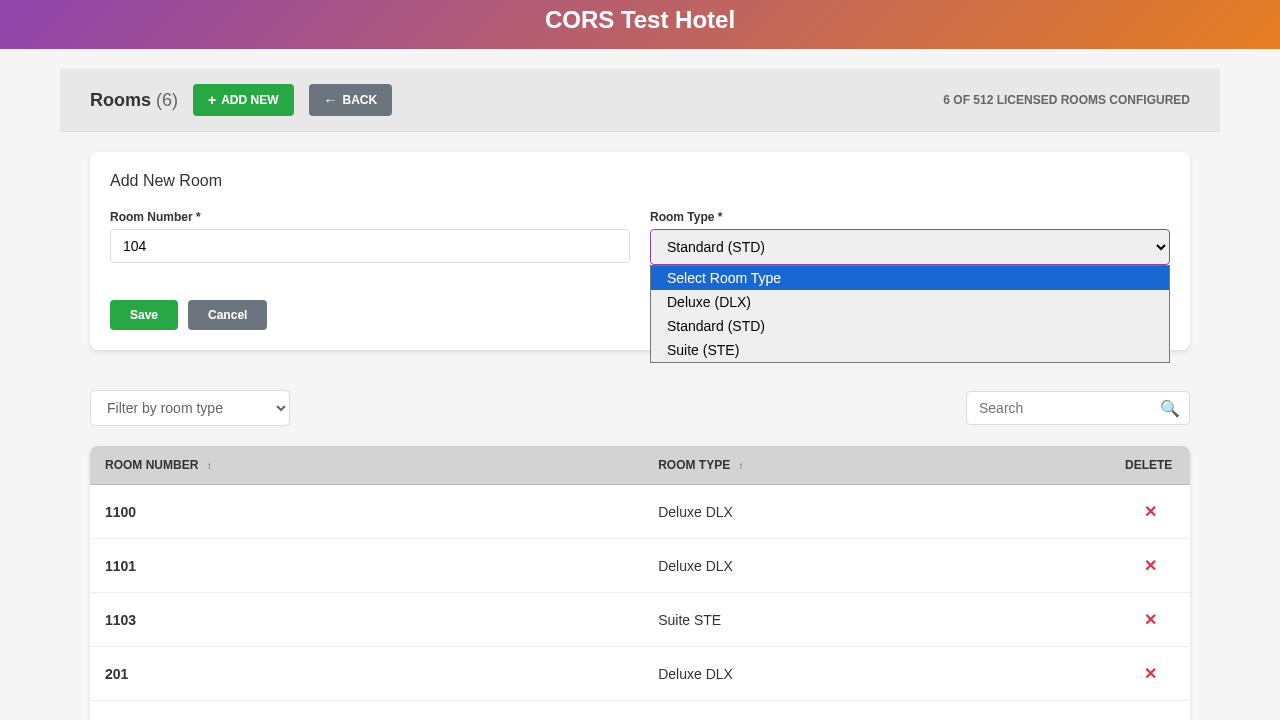 CORS Test Hotel
Rooms (6) + ADD NEW ← BACK 6 OF 512 LICENSED ROOMS CONFIGURED
Add New Room
Room Number * Room Type *
104 Standard (STD)
Select Room Type
Deluxe (DLX)
Standard (STD)
Suite (STE)
Save Cancel
Filter by room type Search
ROOM NUMBER ↕ ROOM TYPE ↕ DELETE
1100 Deluxe DLX ✕
1101 Deluxe DLX ✕
1103 Suite STE ✕
201 Deluxe DLX ✕